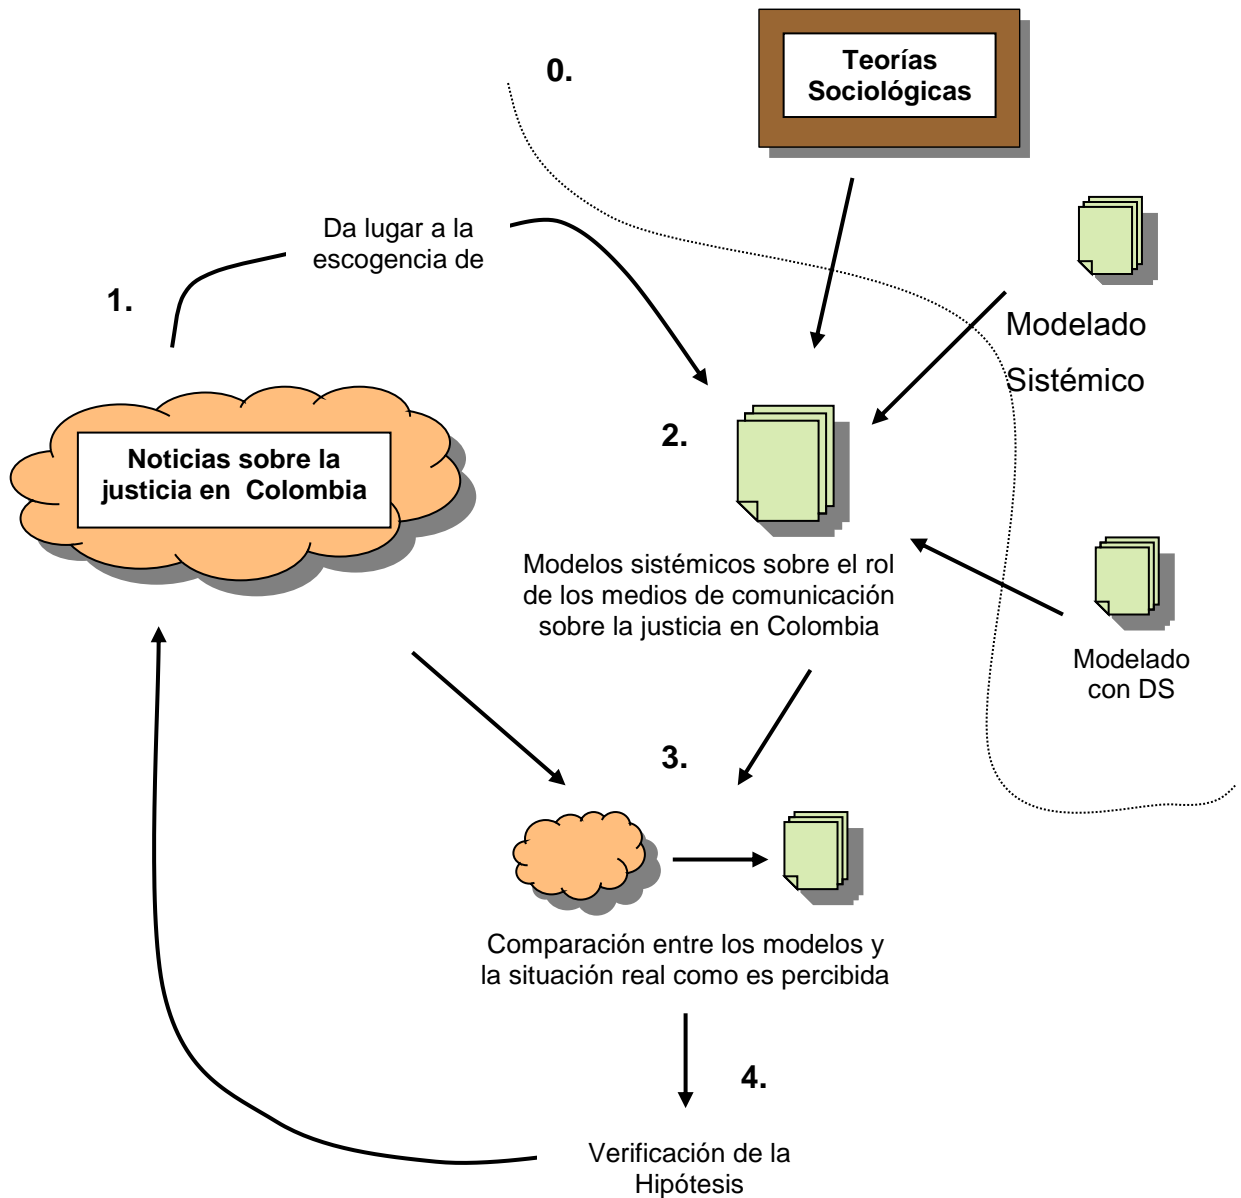 0.
Teorías
Sociológicas
Da lugar a la
escogencia de
1.
Modelado
Sistémico
2.
Noticias sobre la
justicia en Colombia
Modelos sistémicos sobre el rol
de los medios de comunicación
sobre la justicia en Colombia
Modelado
con DS
3.
Comparación entre los modelos y
la situación real como es percibida
4.
Verificación de la
Hipótesis